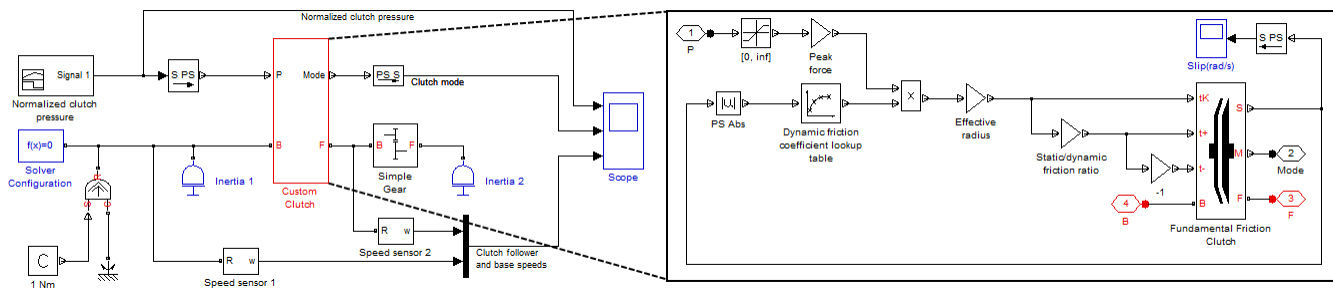 Normalized clutch pressure
Signal 1
Normalized clutch
pressure
S PS
P
Mode
PS S
Clutch mode
f(x)=0
Solver
Configuration
B
F
B
F
Inertia 1
Custom
Clutch
Simple
Gear
Inertia 2
Scope
C
1 Nm
R
w
Speed sensor 1
R
w
Speed sensor 2
Clutch follower
and base speeds
1
P
[0, inf]
Peak
force
|u|
PS Abs
Dynamic friction
coefficient lookup
table
X
Effective
radius
Static/dynamic
friction ratio
-1
Slip(rad/s)
S PS
tK
t+
t-
B
S
M
F
Fundamental Friction
Clutch
2
Mode
3
F
4
B